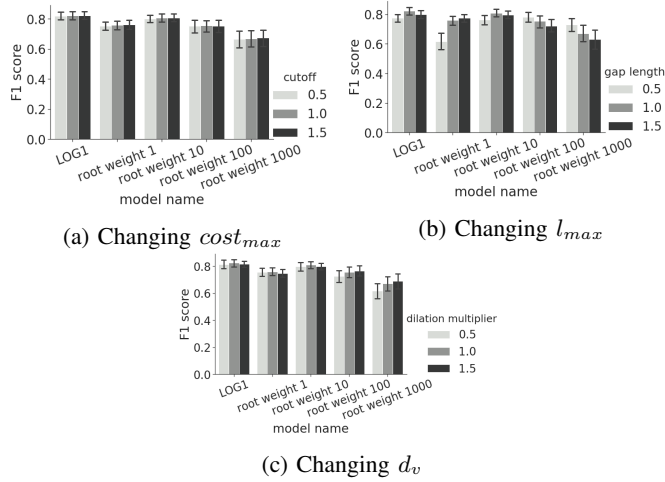 0.8
0.6
0.4
0.2
0.0
F1 score
LOG1
root weight 1
root weight 10
root weight 100
root weight 1000
model name
cutoff
0.5
1.0
1.5
(a) Changing cost_max
0.8
0.6
0.4
0.2
0.0
F1 score
LOG1
root weight 1
root weight 10
root weight 100
root weight 1000
model name
gap length
0.5
1.0
1.5
(b) Changing l_max
0.8
0.6
0.4
0.2
0.0
F1 score
LOG1
root weight 1
root weight 10
root weight 100
root weight 1000
model name
dilation multiplier
0.5
1.0
1.5
(c) Changing d_v